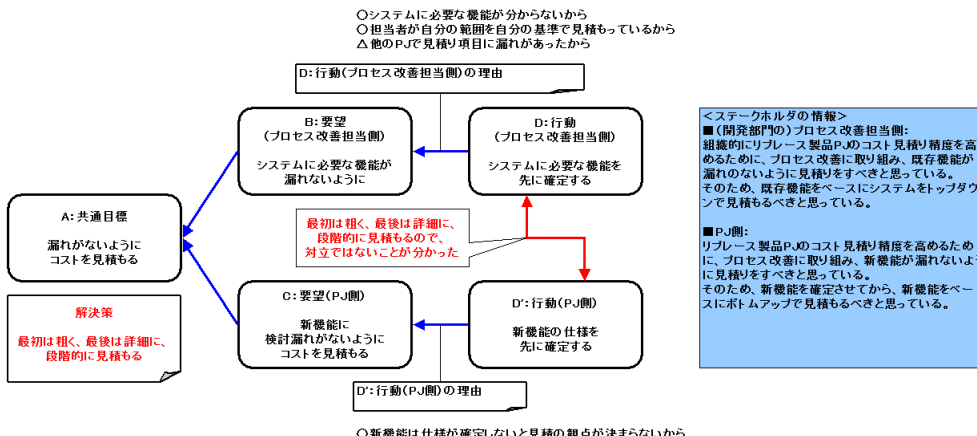 ○システムに必要な機能が分からないから
○担当者が自分の範囲を自分の基準で見積もっているから
△他のPJで見積り項目に漏れがあったから
D:行動(プロセス改善担当側)の理由
B:要望
(プロセス改善担当側)
システムに必要な機能が
漏れないように
D:行動
(プロセス改善担当側)
システムに必要な機能を
先に確定する
A:共通目標
漏れがないように
コストを見積もる
最初は粗く、最後は詳細に、
段階的に見積もるので、
対立ではないことが分かった
解決策
最初は粗く、最後は詳細に、
段階的に見積もる
C:要望(PJ側)
新機能に
検討漏れがないように
コストを見積もる
D':行動(PJ側)
新機能の仕様を
先に確定する
D':行動(PJ側)の理由
○新機能は仕様が確定しないと見積の観点が決まらないから
<ステークホルダの情報>
■(開発部門の)プロセス改善担当側:
組織的にリプレース製品PJのコスト見積り精度を高
めるために、プロセス改善に取り組み、既存機能が
漏れのないように見積りをすべきと思っている。
そのため、既存機能をベースにシステムをトップダウ
ンで見積もるべきと思っている。
■PJ側:
リプレース製品PJのコスト見積り精度を高めるため
に、プロセス改善に取り組み、新機能が漏れないよう
に見積りをすべきと思っている。
そのため、新機能を確定させてから、新機能をベー
スにボトムアップで見積もるべきと思っている。